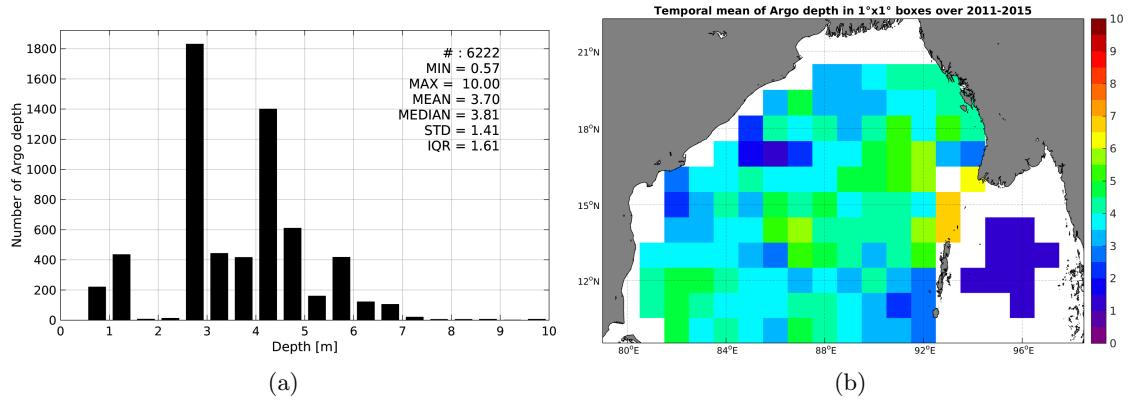 # : 6222
MIN = 0.57
MAX = 10.00
MEAN = 3.70
MEDIAN = 3.81
STD = 1.41
IQR = 1.61
1800
1600
1400
1200
1000
800
600
400
200
0
Number of Argo depth
0 1 2 3 4 5 6 7 8 9 10
Depth [m]
(a)
Temporal mean of Argo depth in 1°x1° boxes over 2011-2015
21°N
18°N
15°N
12°N
80°E 84°E 88°E 92°E 96°E
10
9
8
7
6
5
4
3
2
1
0
(b)